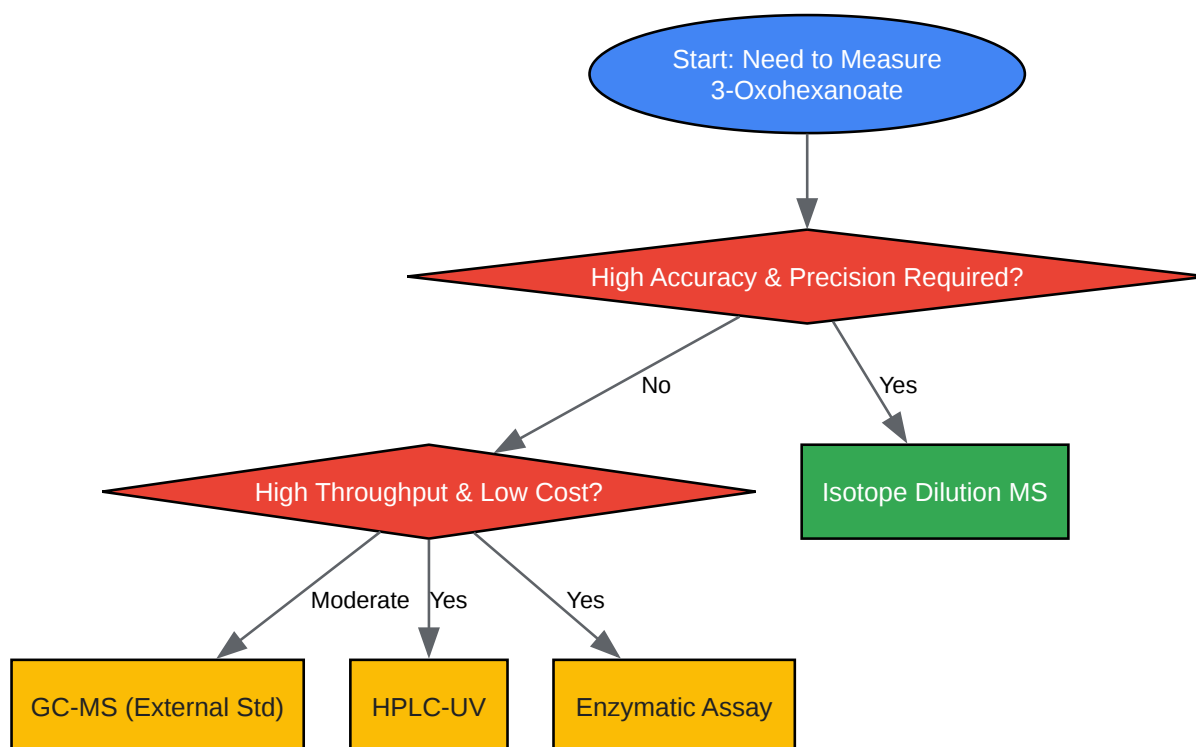 Start: Need to Measure
3-Oxohexanoate
High Accuracy & Precision Required?
No
Yes
High Throughput & Low Cost?
Isotope Dilution MS
Moderate
Yes
Yes
GC-MS (External Std)
HPLC-UV
Enzymatic Assay